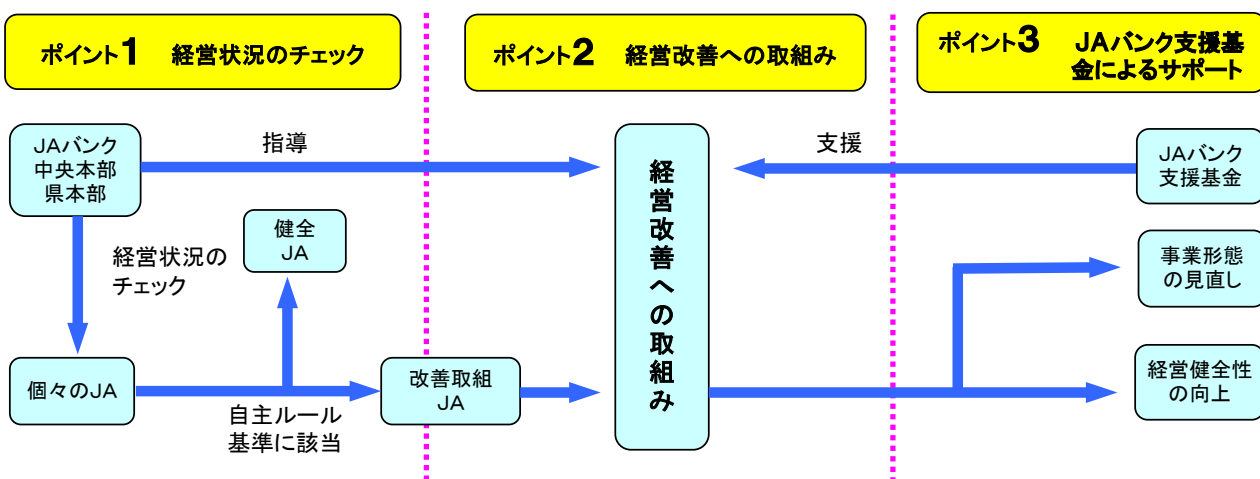 ポイント1 経営状況のチェック
ポイント2 経営改善への取組み
ポイント3 JAバンク支援基
金によるサポート
JAバンク
中央本部
県本部
指導
経営改善への取組み
支援
JAバンク
支援基金
健全
JA
経営状況の
チェック
事業形態
の見直し
個々のJA
自主ルール
基準に該当
改善取組
JA
経営健全性
の向上